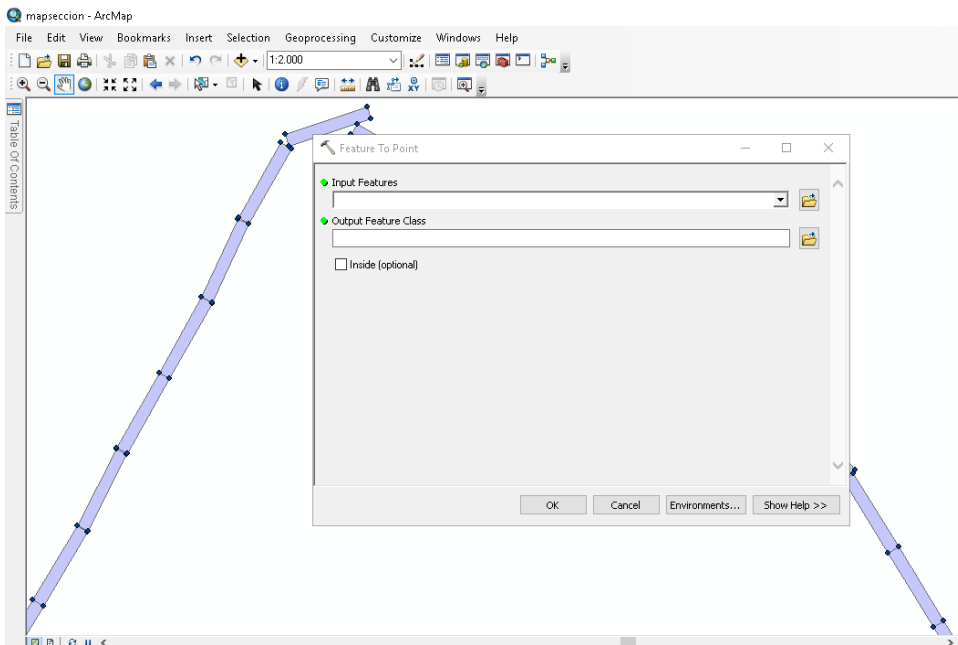 mapseccion - ArcMap
File Edit View Bookmarks Insert Selection Geoprocessing Customize Windows Help
1:2.000
Table Of Contents
Feature To Point
Input Features
Output Feature Class
Inside (optional)
OK Cancel Environments... Show Help >>